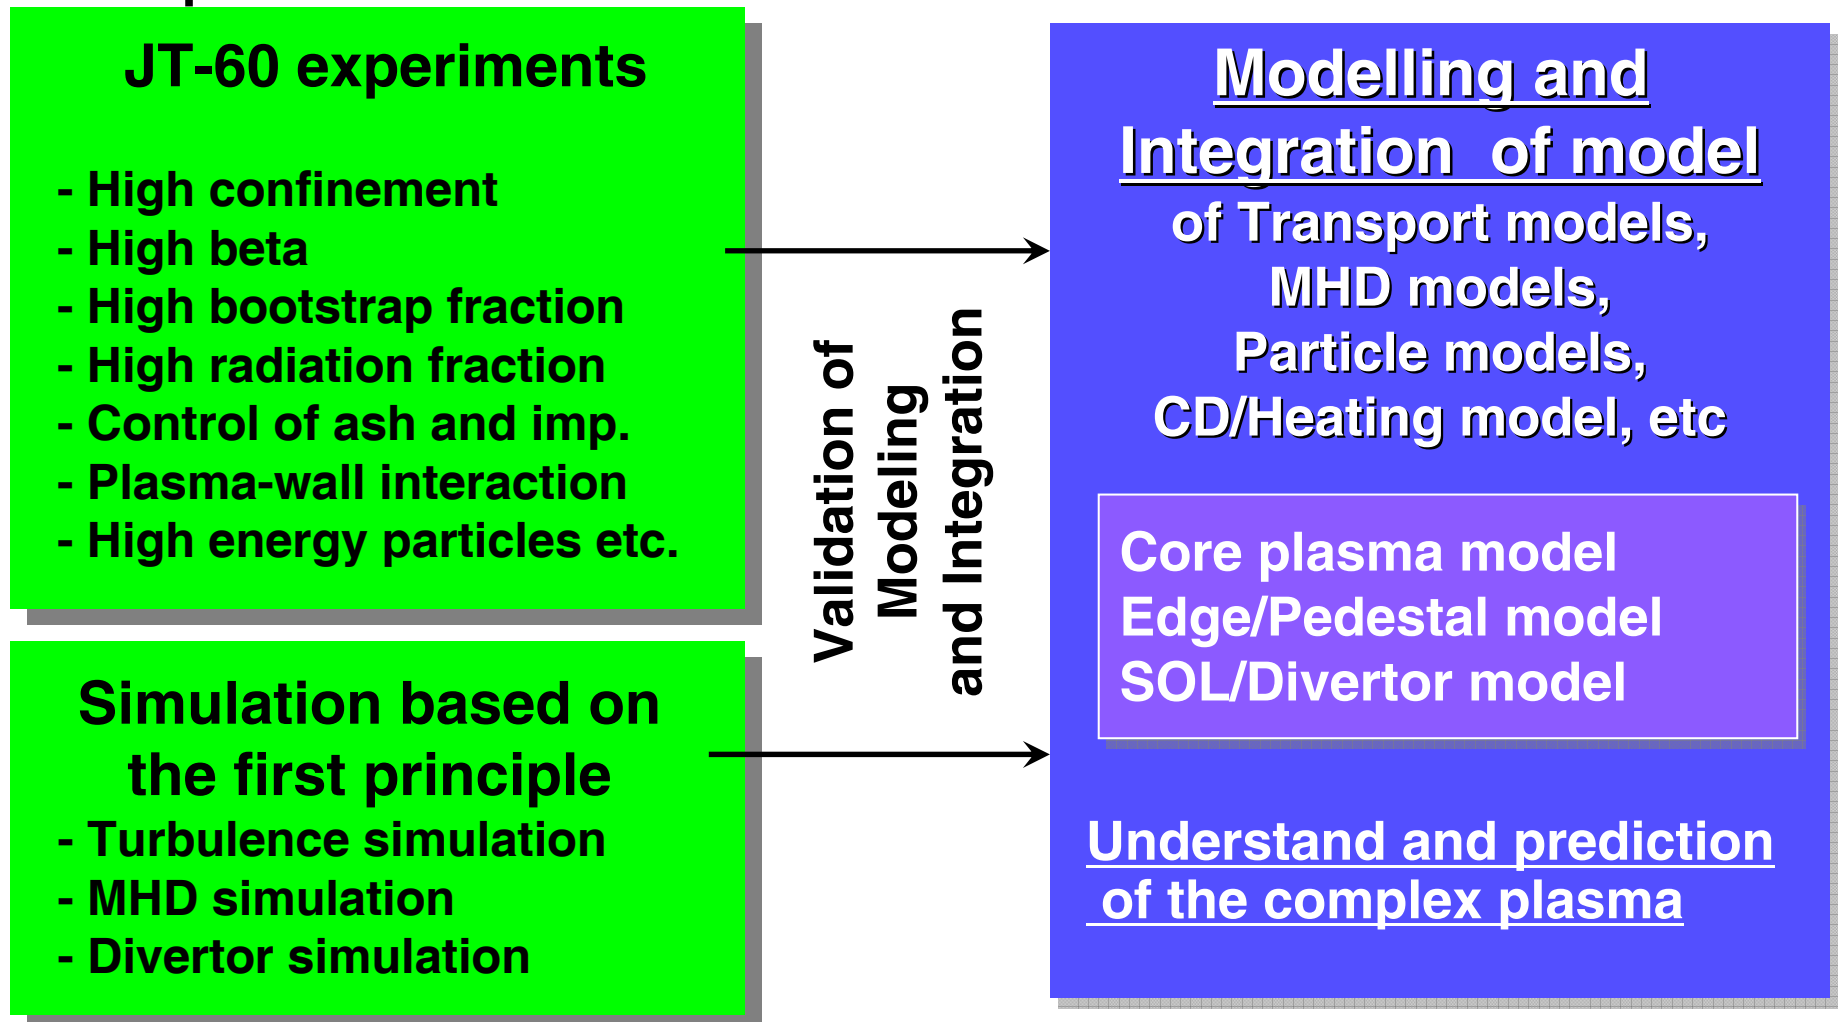 JT-60 experiments
- High confinement
- High beta
- High bootstrap fraction
- High radiation fraction
- Control of ash and imp.
- Plasma-wall interaction
- High energy particles etc.
Simulation based on
the first principle
- Turbulence simulation
- MHD simulation
- Divertor simulation
Validation of
Modeling
and Integration
Modelling and
Integration of model
of Transport models,
MHD models,
Particle models,
CD/Heating model, etc
Core plasma model
Edge/Pedestal model
SOL/Divertor model
Understand and prediction
of the complex plasma